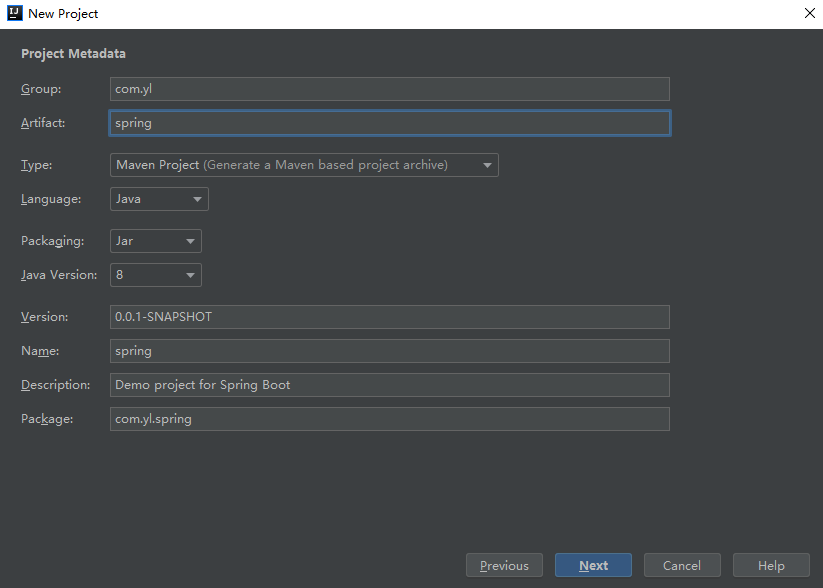 New Project
Project Metadata
Group: com.yl
Artifact: spring
Type: Maven Project (Generate a Maven based project archive)
Language: Java
Packaging: Jar
Java Version: 8
Version: 0.0.1-SNAPSHOT
Name: spring
Description: Demo project for Spring Boot
Package: com.yl.spring
Previous Next Cancel Help